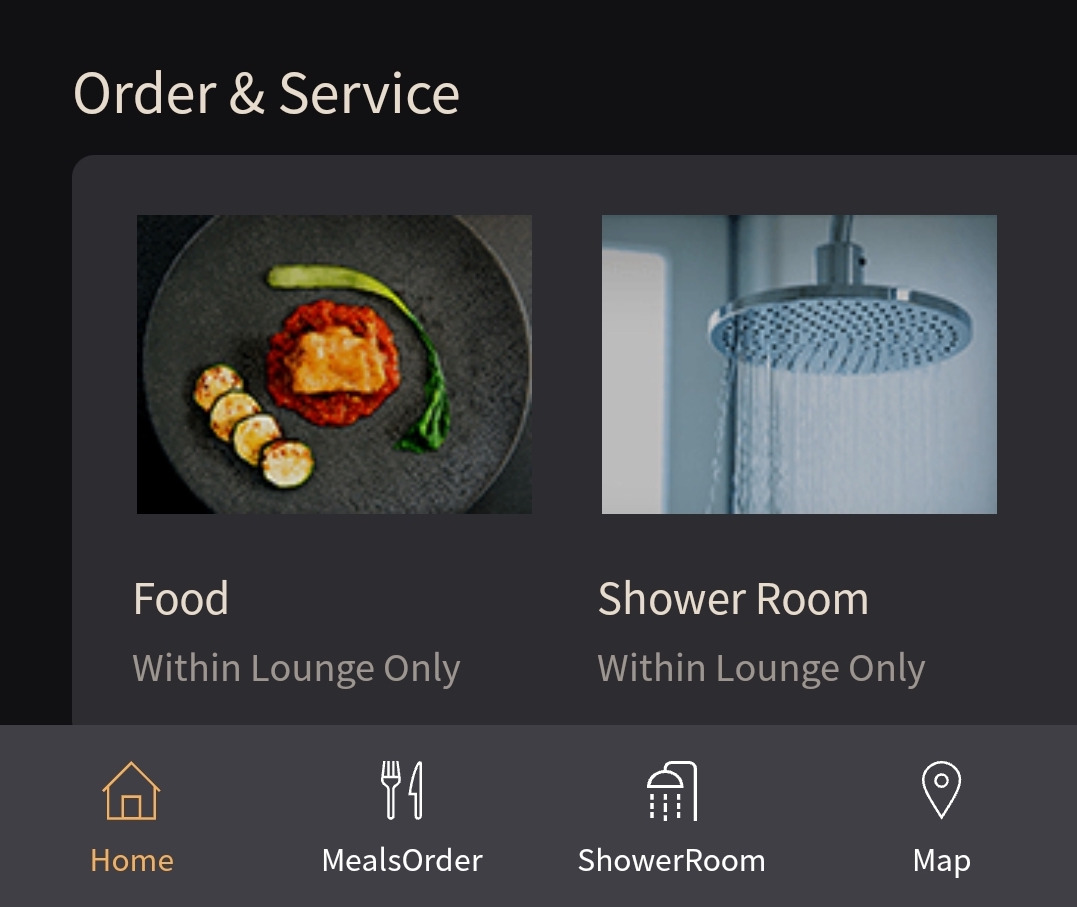 Order & Service
Food
Within Lounge Only
Shower Room
Within Lounge Only
Home
MealsOrder
ShowerRoom
Map